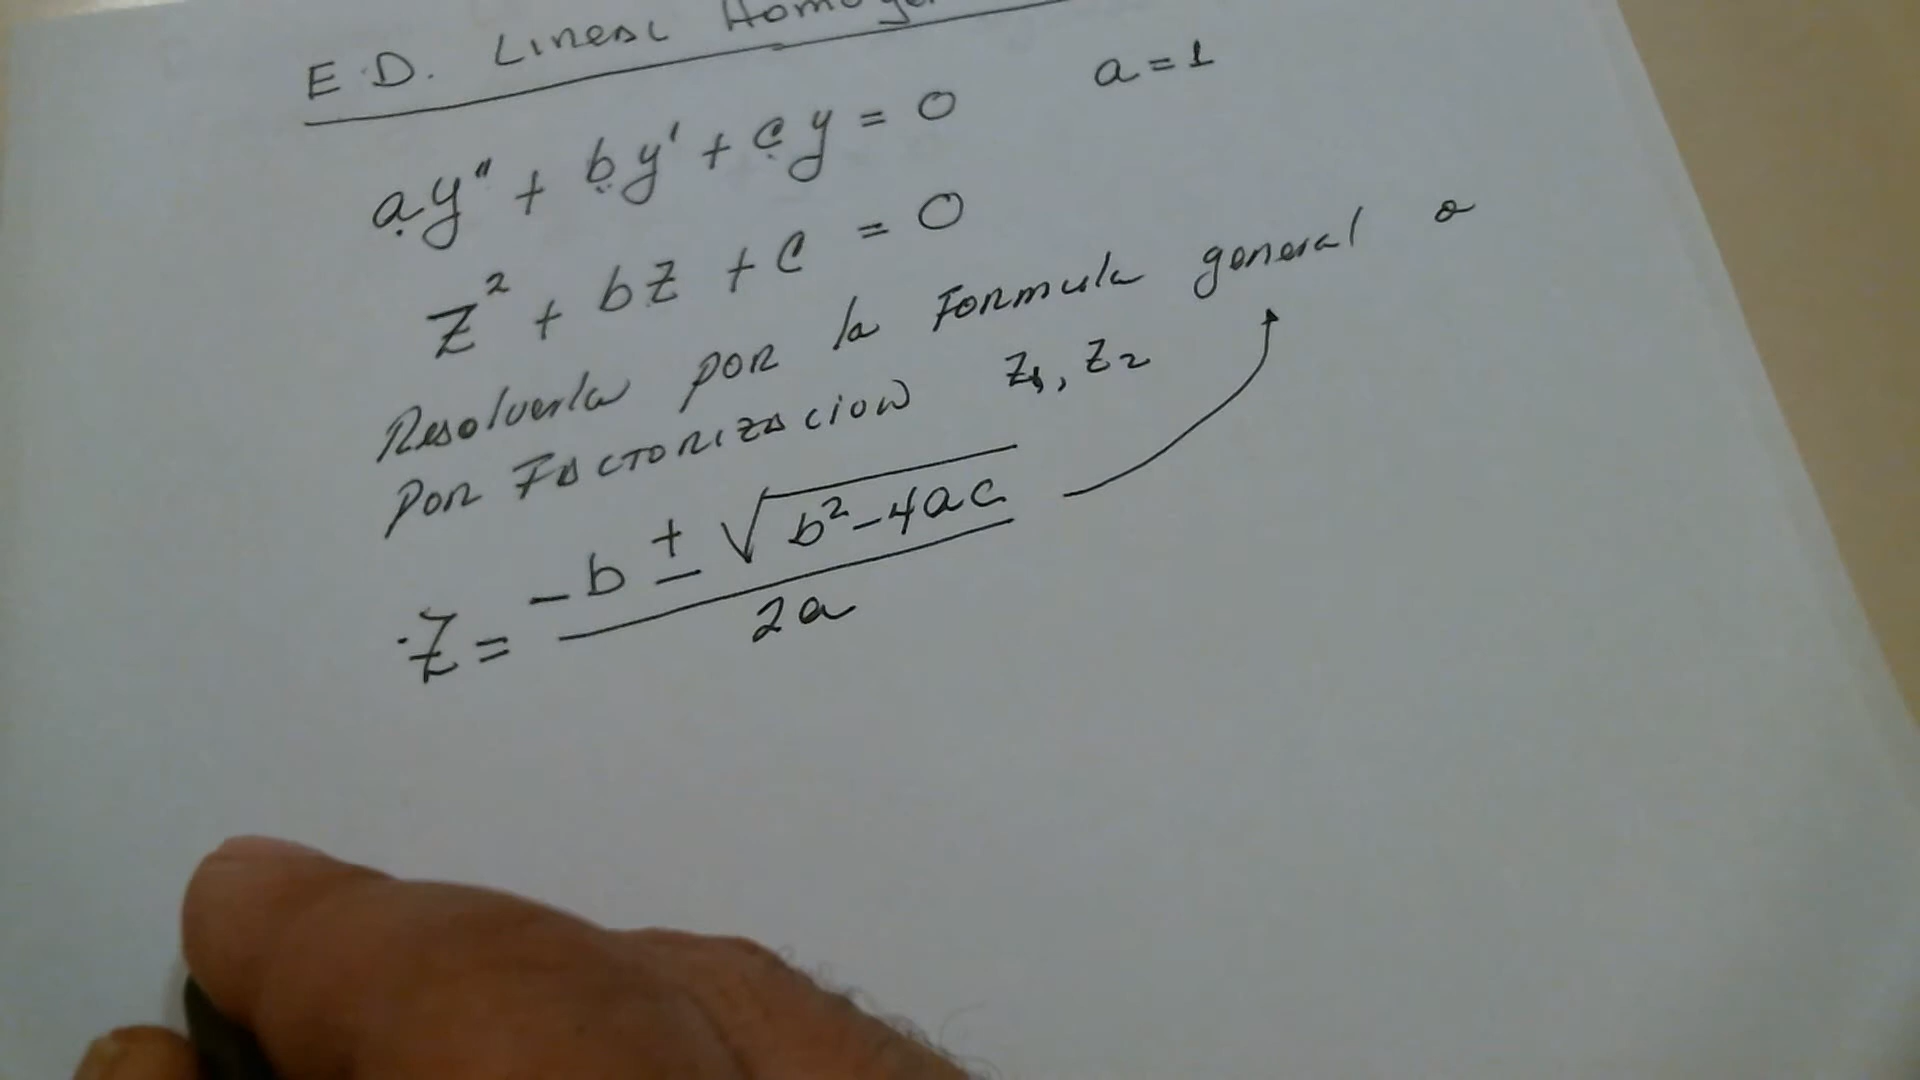 E.D. Lineal
a = 1
ay" + by' + cy = 0
z² + bz + c = 0
Resolverla por la Formula general o
por Factorizacion z₁, z₂
z = -b ± √(b² - 4ac) / 2a